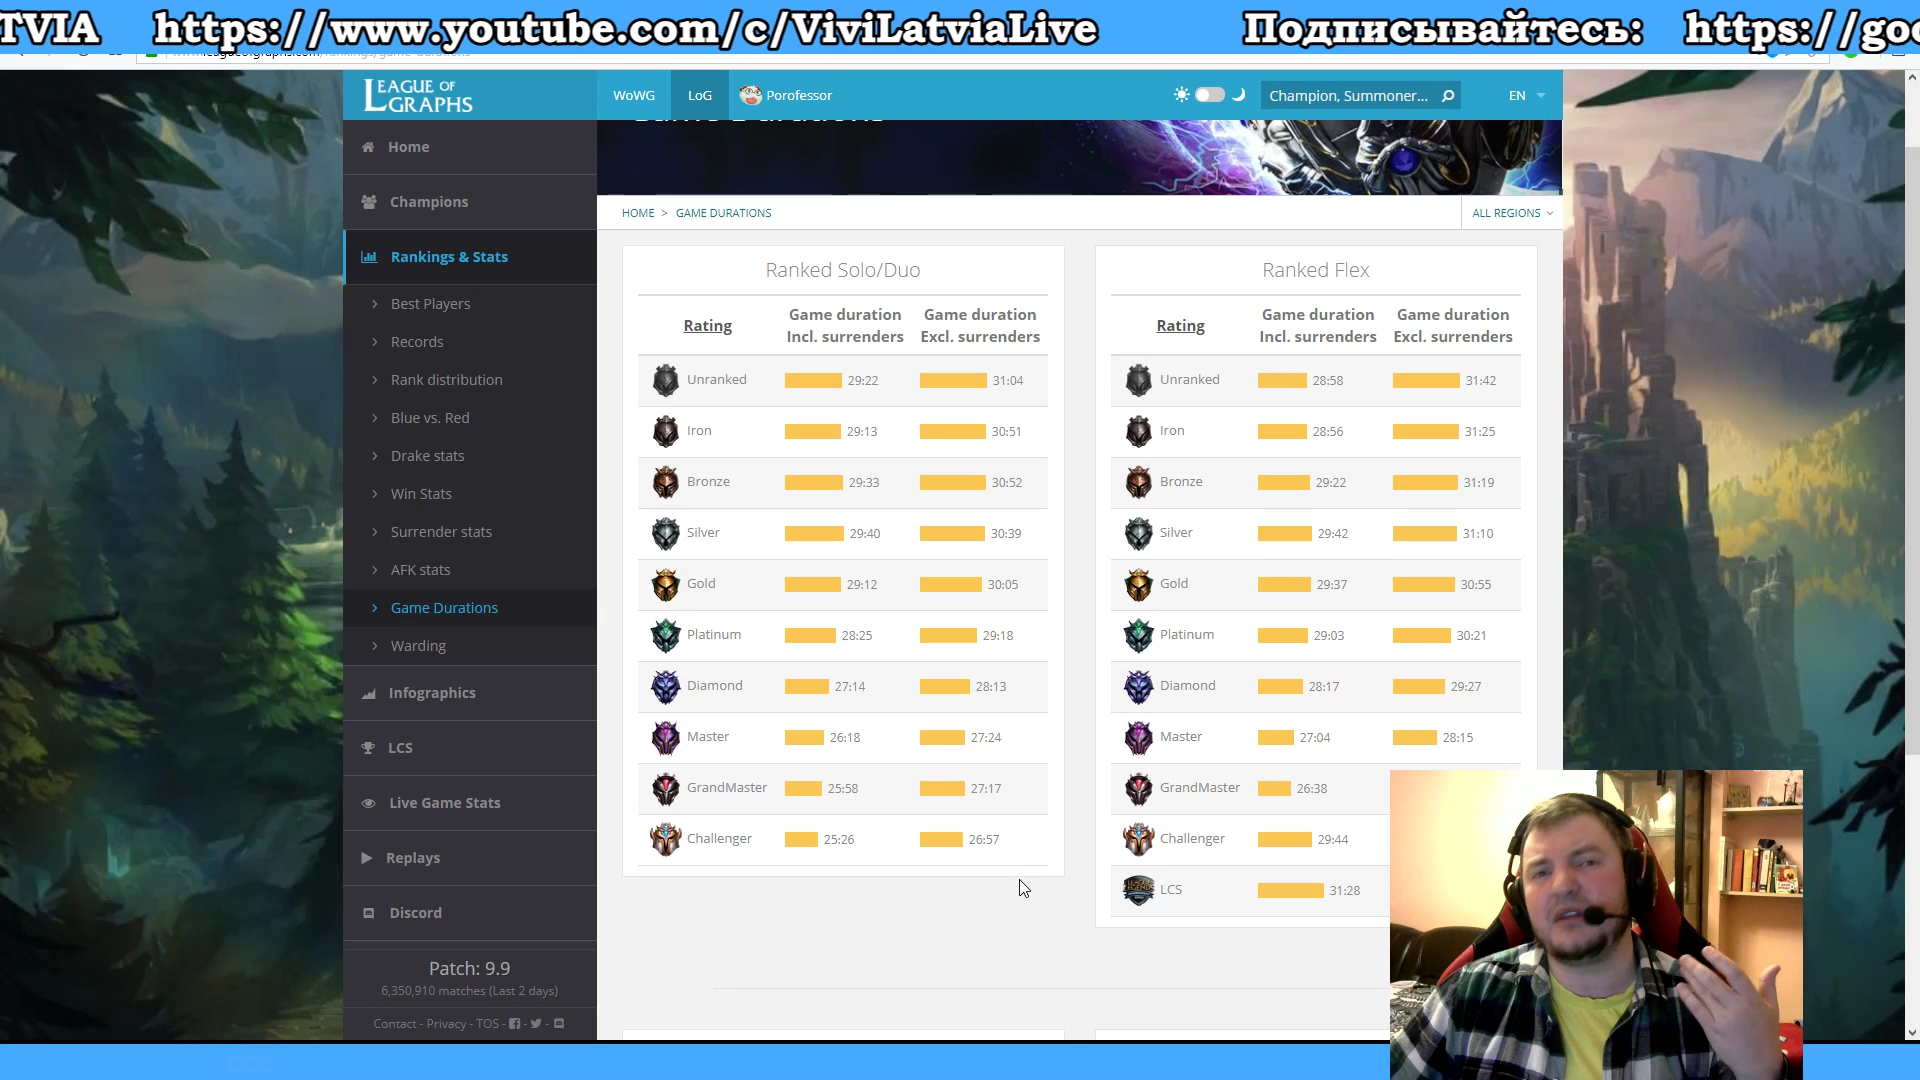 TVIA https://www.youtube.com/c/ViviLatviaLive Подписывайтесь: https://goo
LEAGUE OF GRAPHS
WoWG LoG Porofessor Champion, Summoner... EN
Home
Champions
Rankings & Stats
Best Players
Records
Rank distribution
Blue vs. Red
Drake stats
Win Stats
Surrender stats
AFK stats
Game Durations
Warding
Infographics
LCS
Live Game Stats
Replays
Discord
Patch: 9.9
6,350,910 matches (Last 2 days)
Contact - Privacy - TOS -
HOME > GAME DURATIONS ALL REGIONS
Ranked Solo/Duo
Rating Game duration Incl. surrenders Game duration Excl. surrenders
Unranked 29:22 31:04
Iron 29:13 30:51
Bronze 29:33 30:52
Silver 29:40 30:39
Gold 29:12 30:05
Platinum 28:25 29:18
Diamond 27:14 28:13
Master 26:18 27:24
GrandMaster 25:58 27:17
Challenger 25:26 26:57
Ranked Flex
Rating Game duration Incl. surrenders Game duration Excl. surrenders
Unranked 28:58 31:42
Iron 28:56 31:25
Bronze 29:22 31:19
Silver 29:42 31:10
Gold 29:37 30:55
Platinum 29:03 30:21
Diamond 28:17 29:27
Master 27:04 28:15
GrandMaster 26:38
Challenger 29:44
LCS 31:28